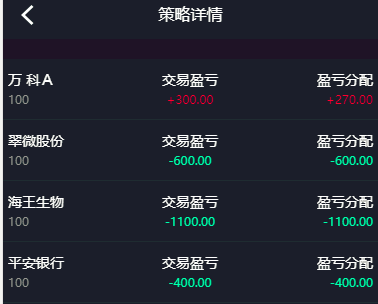 策略详情
万 科A 交易盈亏 盈亏分配
100 +300.00 +270.00
翠微股份 交易盈亏 盈亏分配
100 -600.00 -600.00
海王生物 交易盈亏 盈亏分配
100 -1100.00 -1100.00
平安银行 交易盈亏 盈亏分配
100 -400.00 -400.00